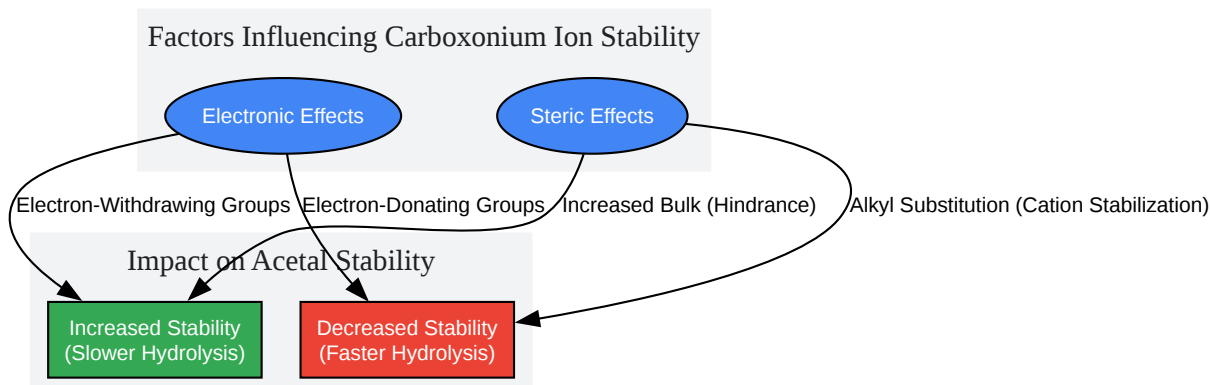 Factors Influencing Carboxonium Ion Stability
Electronic Effects
Steric Effects
Electron-Withdrawing Groups
Electron-Donating Groups
Increased Bulk (Hindrance)
Alkyl Substitution (Cation Stabilization)
Impact on Acetal Stability
Increased Stability
(Slower Hydrolysis)
Decreased Stability
(Faster Hydrolysis)